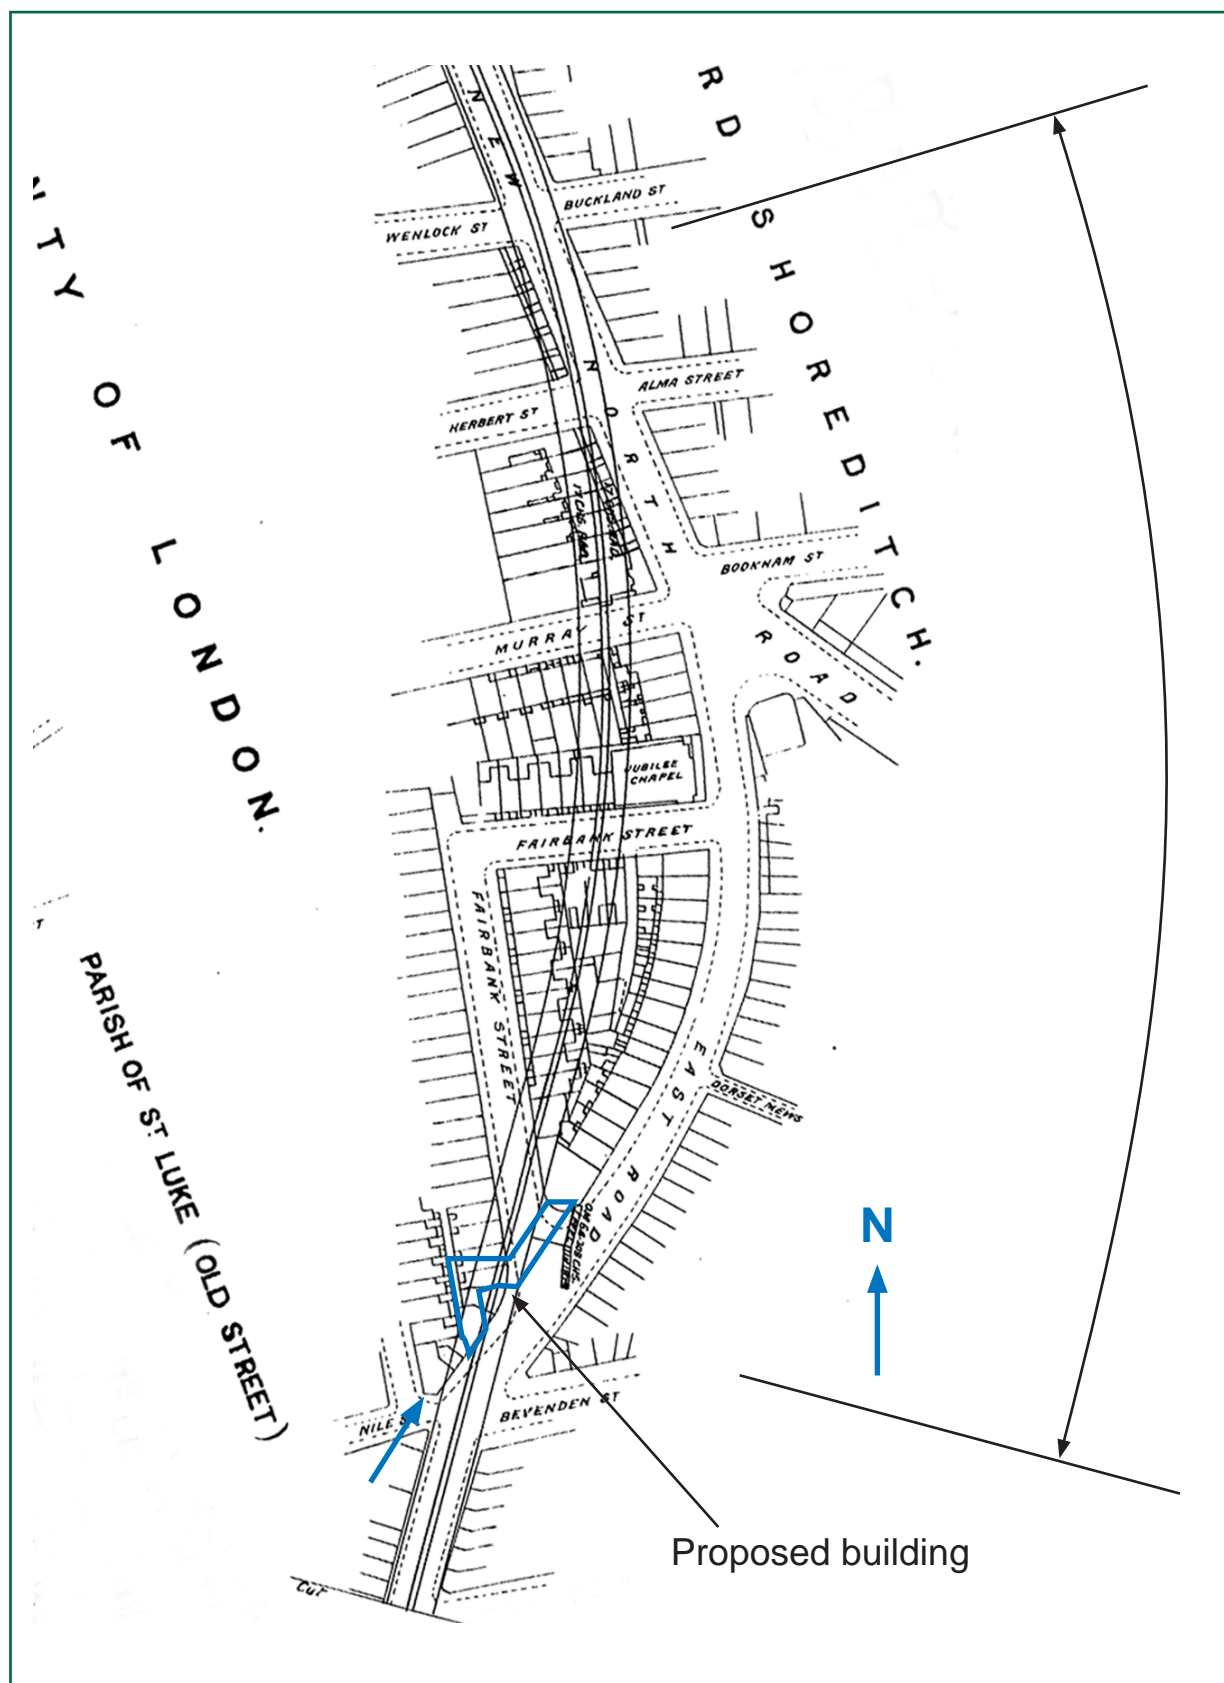 NEW
NORTH
ROAD
RD
SHOREDITCH.
NTY OF LONDON.
BUCKLAND ST
WENLOCK ST
ALMA STREET
HERBERT ST
BOOKHAM ST
MURRAY ST
JUBILEE
CHAPEL
FAIRBANK STREET
FAIRBANK STREET
EAST ROAD
DORSET MEWS
PARISH OF ST. LUKE (OLD STREET)
N
NILE
BEVENDEN ST
Proposed building
Cut